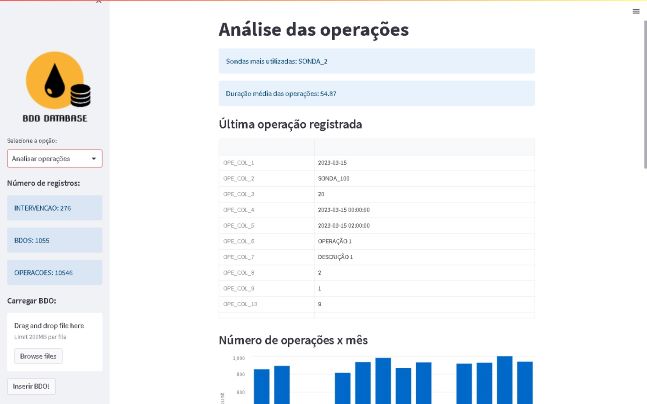 BDO DATABASE
Selecione a opção:
Analisar operações
Número de registros:
INTERVENCAO: 276
BDOS: 1055
OPERACOES: 10546
Carregar BDO:
Drag and drop file here
Limit 200MB per file
Browse files
Inserir BDO!
Análise das operações
Sondas mais utilizadas: SONDA_2
Duração média das operações: 54.87
Última operação registrada
OPE_COL_1 2023-03-15
OPE_COL_2 SONDA_100
OPE_COL_3 20
OPE_COL_4 2023-03-15 00:00:00
OPE_COL_5 2023-03-15 02:00:00
OPE_COL_6 OPERAÇÃO 1
OPE_COL_7 DESCRIÇÃO 1
OPE_COL_8 2
OPE_COL_9 1
OPE_COL_10 9
Número de operações x mês
1,000
800